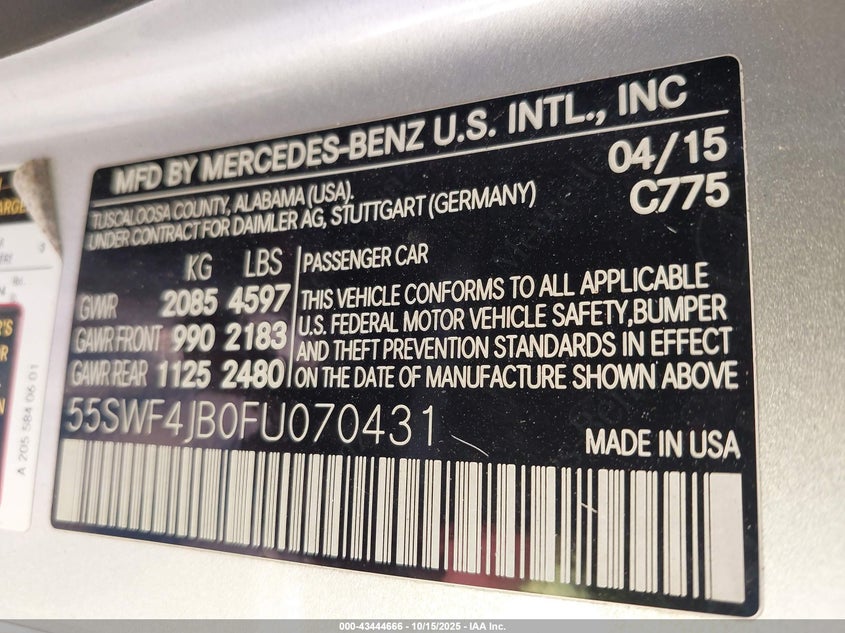 MFD BY MERCEDES-BENZ U.S. INTL., INC
TUSCALOOSA COUNTY, ALABAMA (USA).
UNDER CONTRACT FOR DAIMLER AG, STUTTGART (GERMANY)
04/15
C775
KG LBS
GVWR 2085 4597
GAWR FRONT 990 2183
GAWR REAR 1125 2480
PASSENGER CAR
THIS VEHICLE CONFORMS TO ALL APPLICABLE
U.S. FEDERAL MOTOR VEHICLE SAFETY,BUMPER
AND THEFT PREVENTION STANDARDS IN EFFECT
ON THE DATE OF MANUFACTURE SHOWN ABOVE
55SWF4JB0FU070431
MADE IN USA
A 205 584 06 01
000-43444666 - 10/15/2025 - IAA Inc.